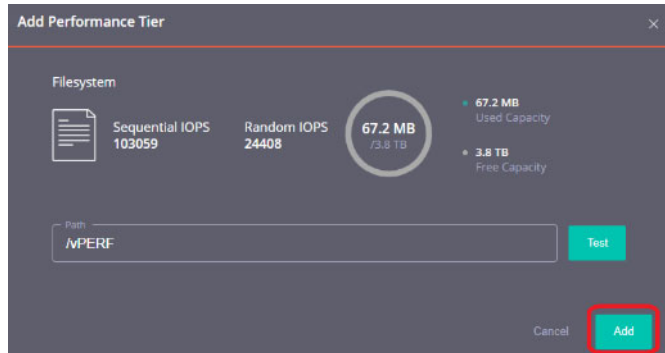 Add Performance Tier
Filesystem
Sequential IOPS
103059
Random IOPS
24408
67.2 MB
/3.8 TB
67.2 MB
Used Capacity
3.8 TB
Free Capacity
Path
/vPERF
Test
Cancel
Add